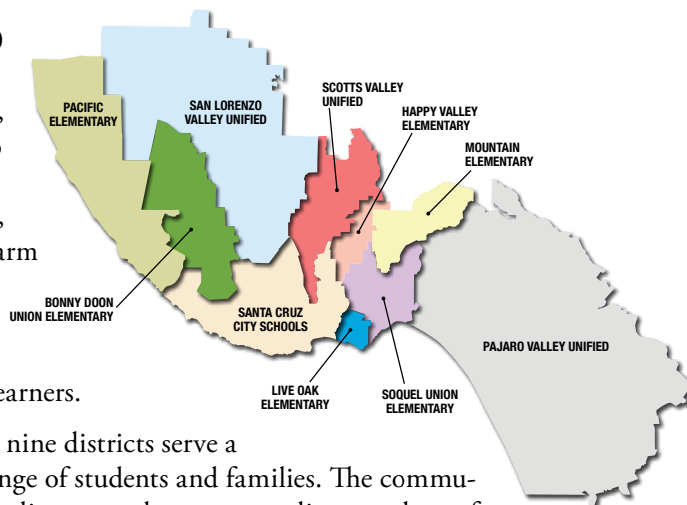 )
,
,
arm
PACIFIC
ELEMENTARY
SAN LORENZO
VALLEY UNIFIED
SCOTTS VALLEY
UNIFIED
HAPPY VALLEY
ELEMENTARY
MOUNTAIN
ELEMENTARY
BONNY DOON
UNION ELEMENTARY
SANTA CRUZ
CITY SCHOOLS
PAJARO VALLEY UNIFIED
LIVE OAK
ELEMENTARY
SOQUEL UNION
ELEMENTARY
earners.
nine districts serve a
nge of students and families. The commu-